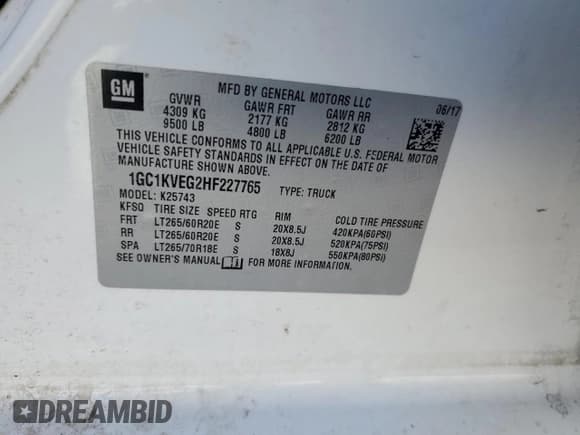 GM
MFD BY GENERAL MOTORS LLC
06/17
GVWR GAWR FRT GAWR RR
4309 KG 2177 KG 2812 KG
9500 LB 4800 LB 6200 LB
THIS VEHICLE CONFORMS TO ALL APPLICABLE U.S. FEDERAL MOTOR
VEHICLE SAFETY STANDARDS IN EFFECT ON THE DATE OF
MANUFACTURE SHOWN ABOVE.
1GC1KVEG2HF227765 TYPE: TRUCK
MODEL: K25743
KFSO TIRE SIZE SPEED RTG RIM COLD TIRE PRESSURE
FRT LT265/60R20E S 20X8.5J 420KPA(60PSI)
RR LT265/60R20E S 20X8.5J 520KPA(75PSI)
SPA LT265/70R18E S 18X8J 550KPA(80PSI)
SEE OWNER'S MANUAL FOR MORE INFORMATION.
DREAMBID